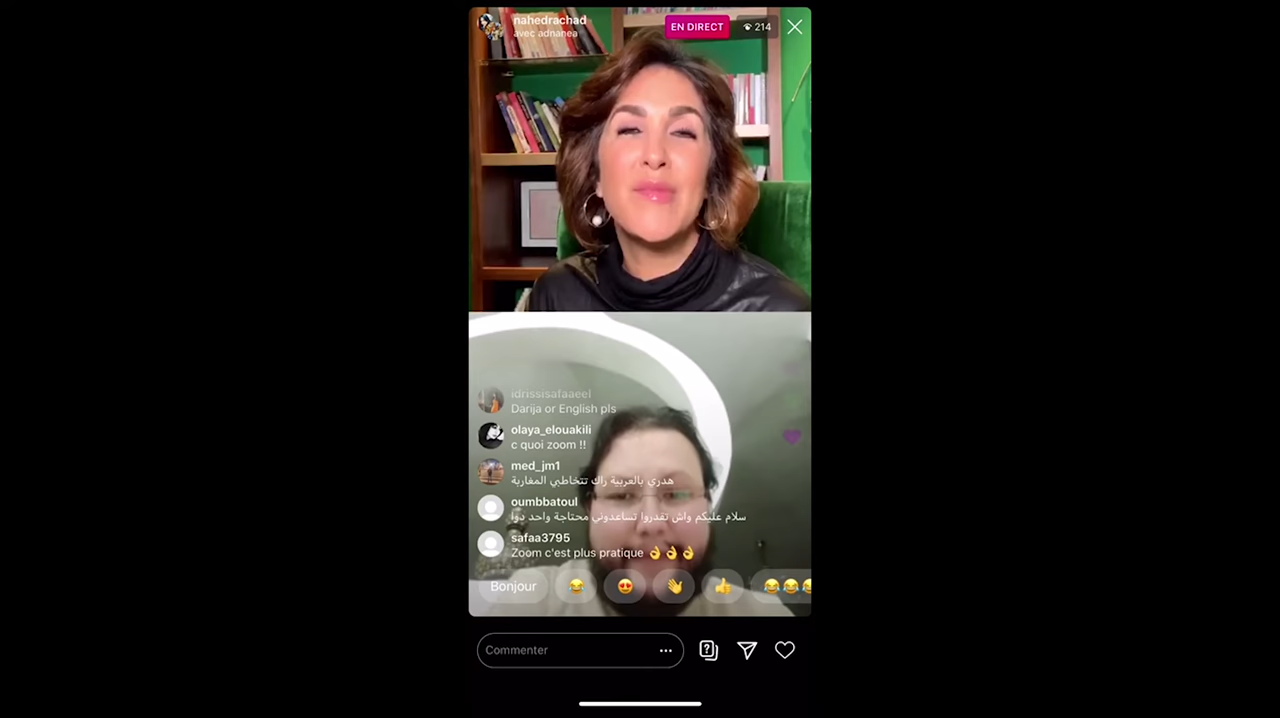 nahedrachad
avec adnanea
EN DIRECT
214
idrissisafaaeel
Darija or English pls
olaya_elouakili
c quoi zoom !!
med_jm1
هدري بالعربية راك تتخاطبي المغاربة
oumbbatoul
سلام عليكم واش نقدروا تساعدوني محتاجة واحد دوا
safaa3795
Zoom c'est plus pratique 👌👌👌
Bonjour 😂 😍 👋 👍 😂😂😂
Commenter